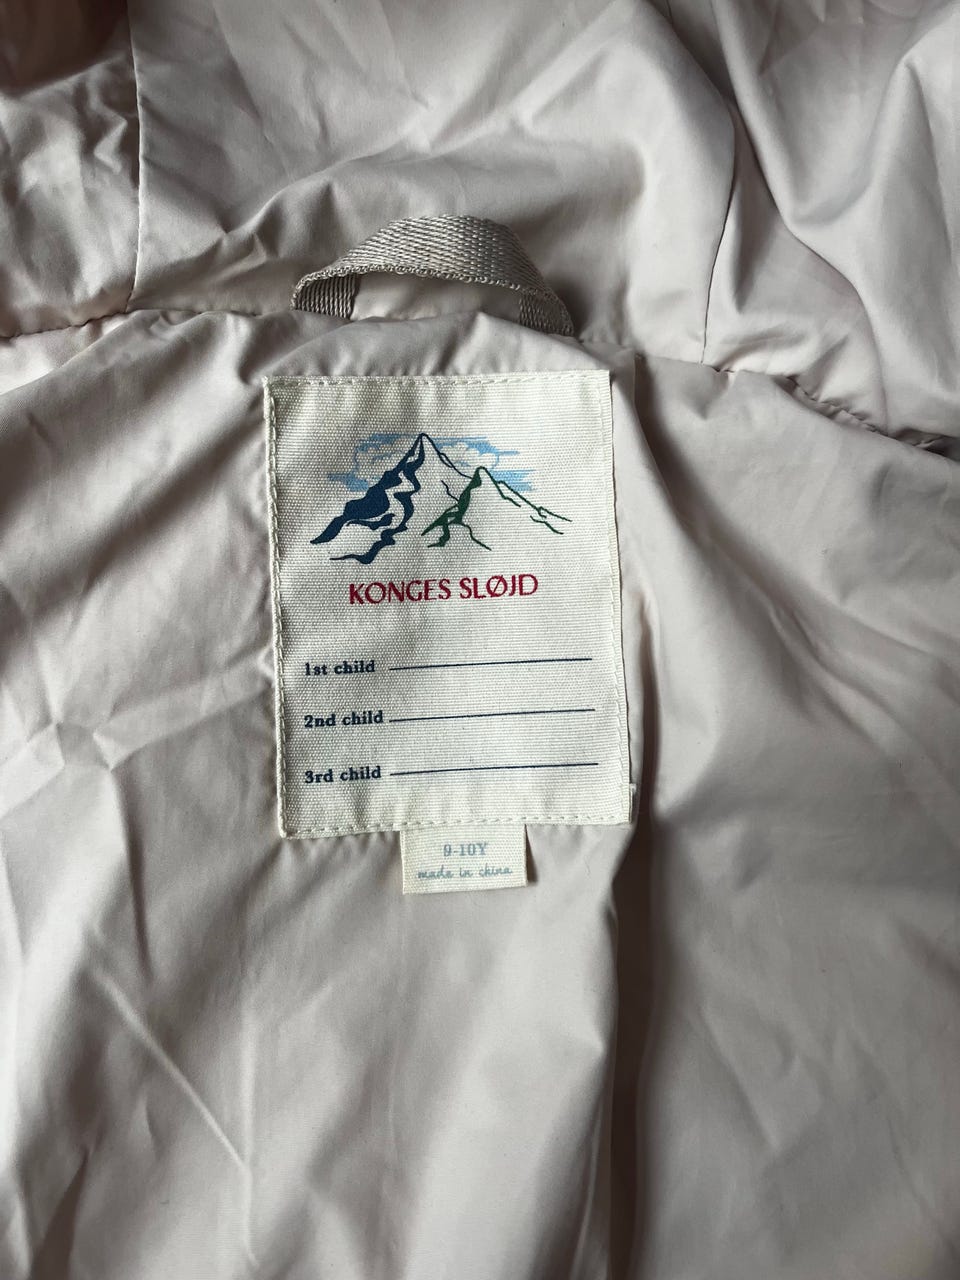 KONGES SLØJD
1st child
2nd child
3rd child
9-10Y
made in china